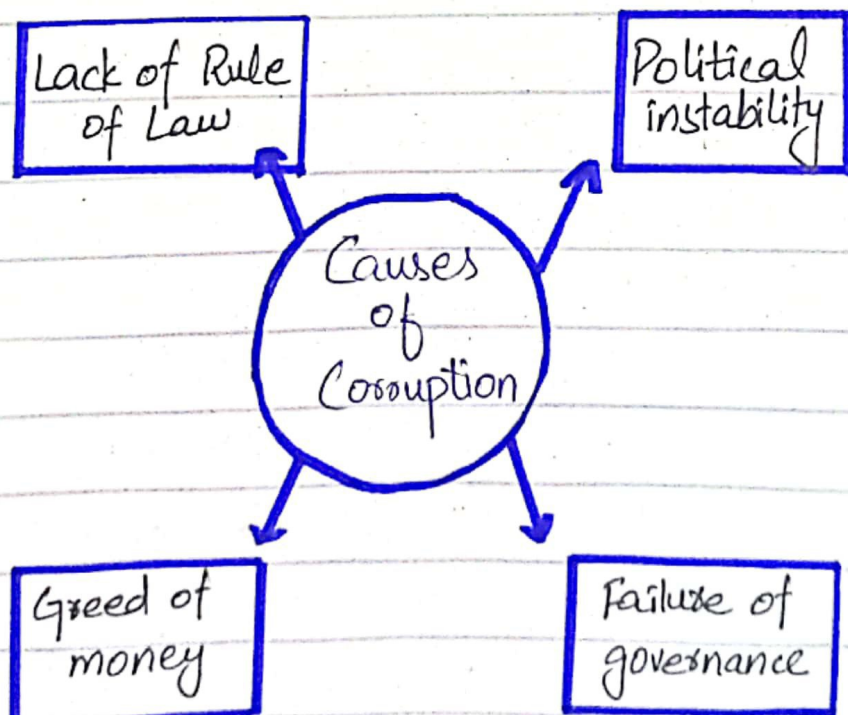 Lack of Rule
of Law
Political
instability
Causes
of
Corruption
Greed of
money
Failure of
governance